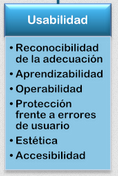 Usabilidad
• Reconocibilidad
de la adecuación
• Aprendizabilidad
• Operabilidad
• Protección
frente a errores
de usuario
• Estética
• Accesibilidad